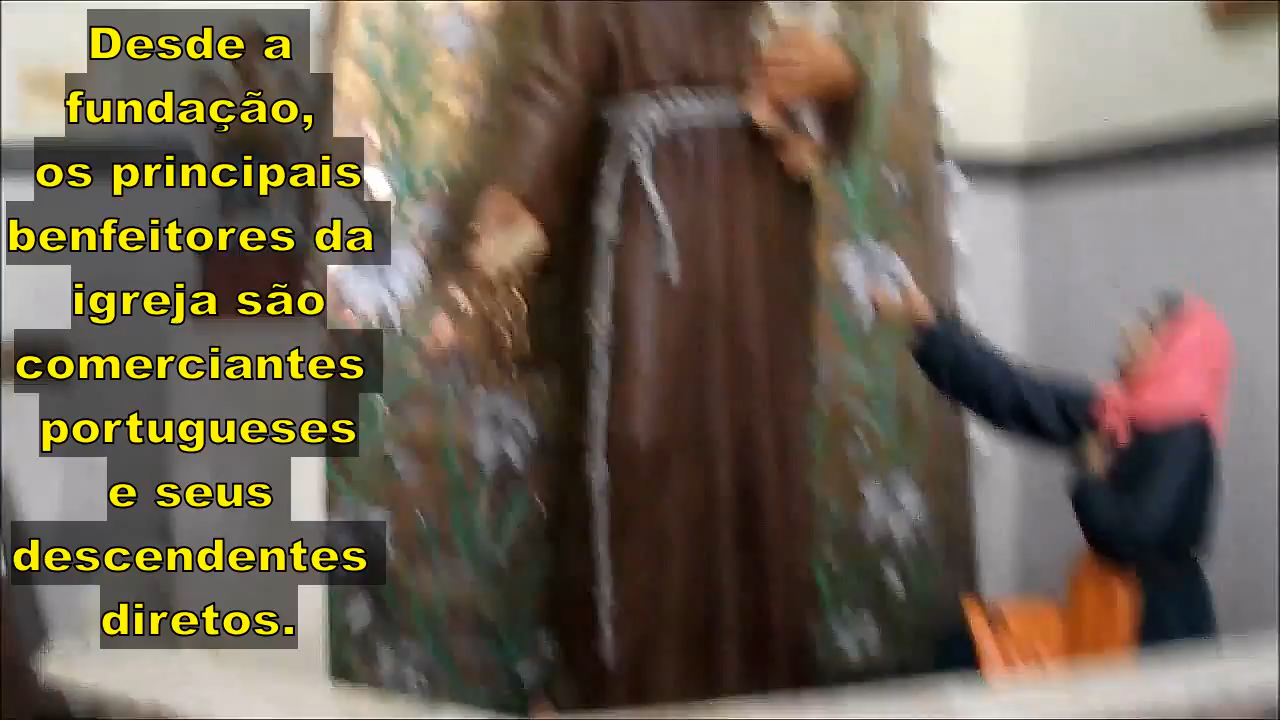 Desde a
fundação,
os principais
benfeitores da
igreja são
comerciantes
portugueses
e seus
descendentes
diretos.